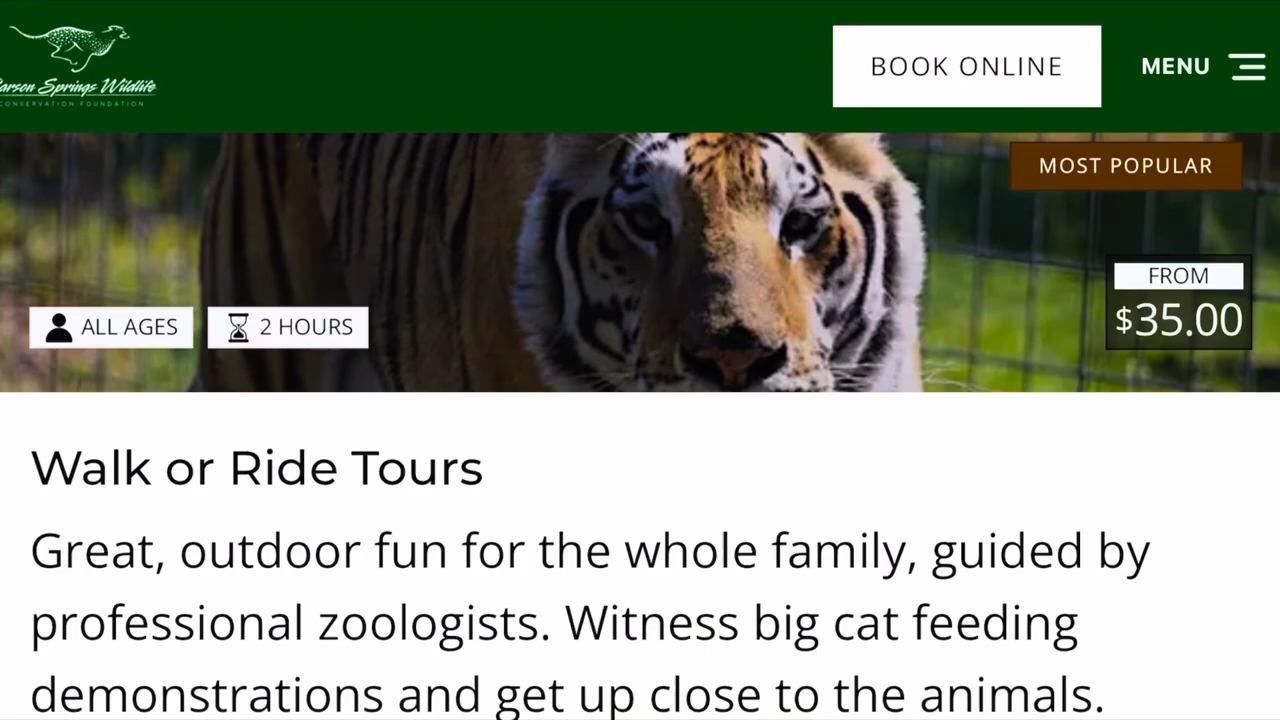 arson Springs Wildlife
CONSERVATION FOUNDATION
BOOK ONLINE
MENU
MOST POPULAR
FROM
$35.00
ALL AGES
2 HOURS
Walk or Ride Tours
Great, outdoor fun for the whole family, guided by
professional zoologists. Witness big cat feeding
demonstrations and get up close to the animals.